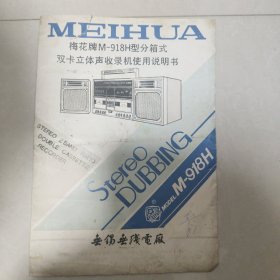 MEIHUA
梅花牌M-918H型分箱式
双卡立体声收录机使用说明书
STEREO
DOUBLE CASSETTE
RECORDER
Stereo
DUBBING
MODEL M-918H
无锡无线电厂